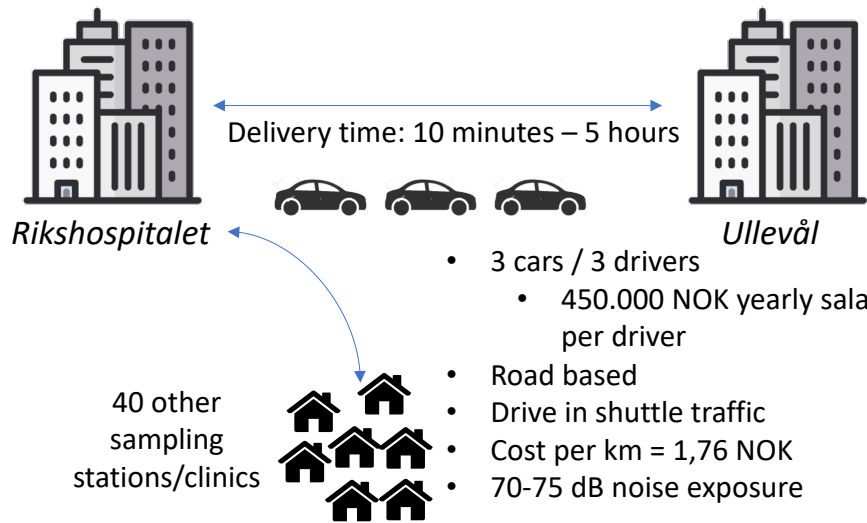 Delivery time: 10 minutes – 5 hours
Rikshospitalet
Ullevål
• 3 cars / 3 drivers
• 450.000 NOK yearly sala
per driver
• Road based
• Drive in shuttle traffic
• Cost per km = 1,76 NOK
• 70-75 dB noise exposure
40 other
sampling
stations/clinics